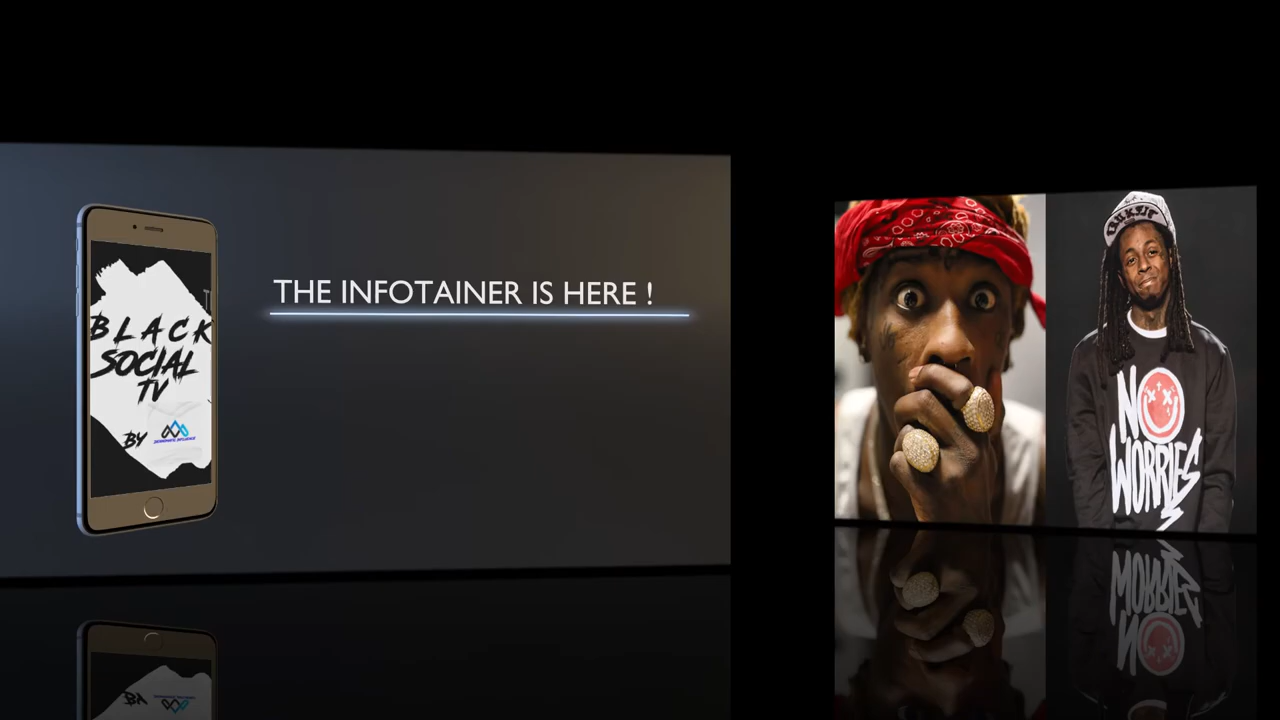 THE INFOTAINER IS HERE !
BLACK
SOCIAL
TV
BY
NO
WORRIES